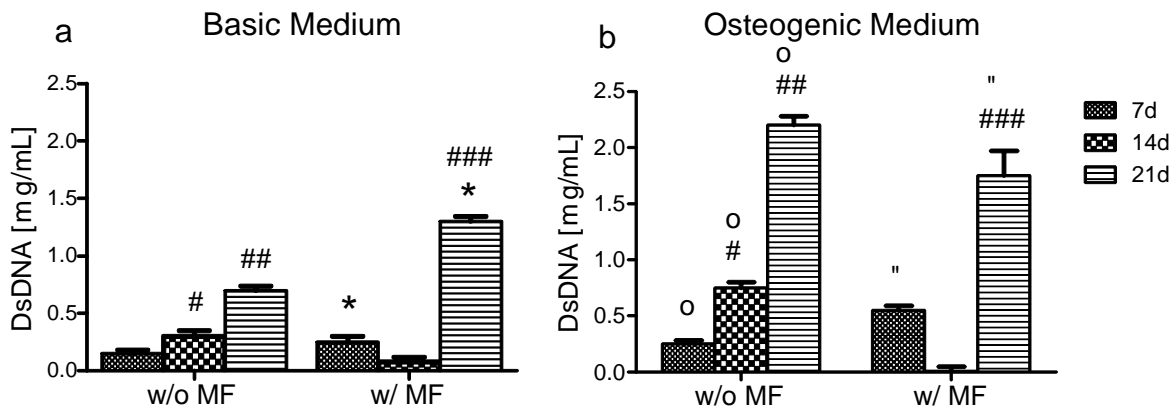 a Basic Medium
DsDNA [mg/mL]
2.5
2.0
1.5
1.0
0.5
0.0
#
##
*
###
*
w/o MF w/ MF
b Osteogenic Medium
DsDNA [mg/mL]
2.5
2.0
1.5
1.0
0.5
0.0
o
o
#
o
##
"
"
###
w/o MF w/ MF
7d
14d
21d